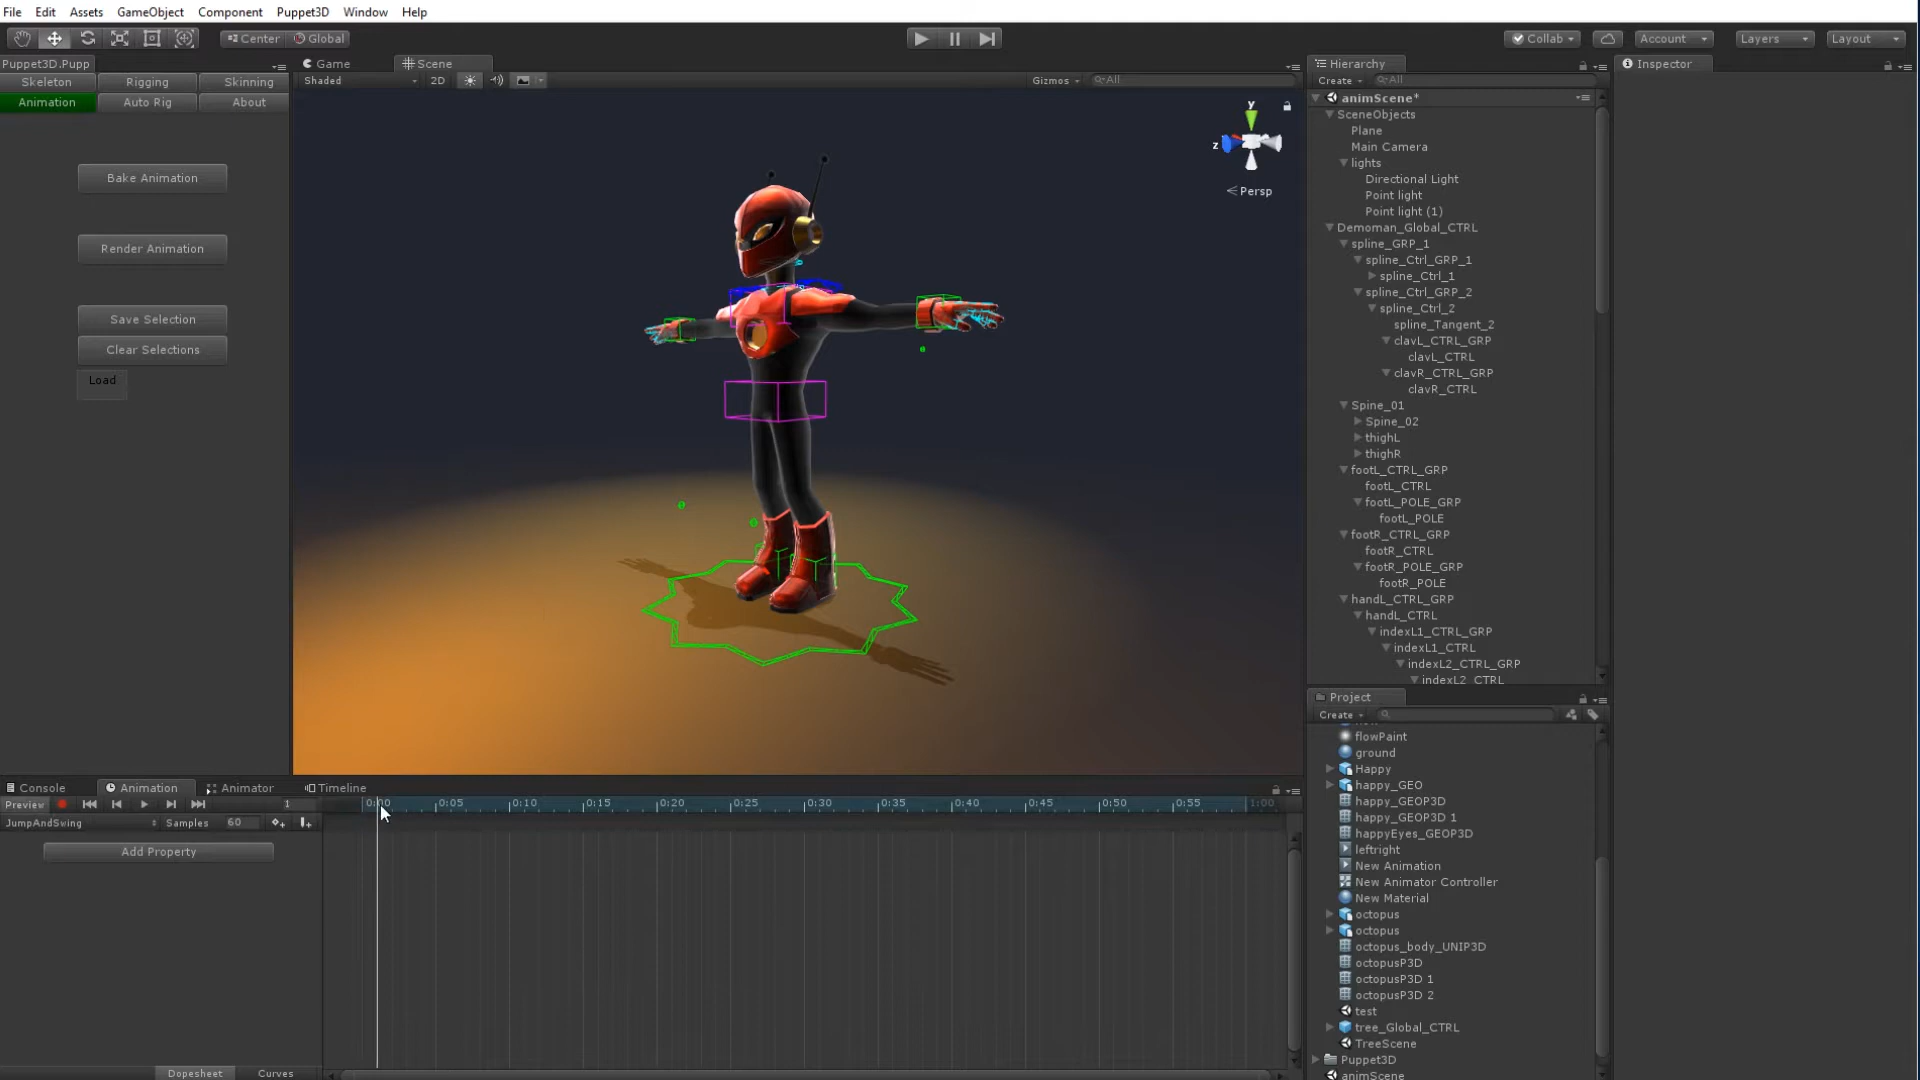 File Edit Assets GameObject Component Puppet3D Window Help
Center Global Collab Account Layers Layout
Puppet3D.Pupp
Skeleton Rigging Skinning
Animation Auto Rig About
Bake Animation
Render Animation
Save Selection
Clear Selections
Load
Game Scene
Shaded 2D Gizmos All
y
z
Persp
Hierarchy
Create All
animScene*
SceneObjects
Plane
Main Camera
lights
Directional Light
Point light
Point light (1)
Demoman_Global_CTRL
spline_GRP_1
spline_Ctrl_GRP_1
spline_Ctrl_1
spline_Ctrl_GRP_2
spline_Ctrl_2
spline_Tangent_2
clavL_CTRL_GRP
clavL_CTRL
clavR_CTRL_GRP
clavR_CTRL
Spine_01
Spine_02
thighL
thighR
footL_CTRL_GRP
footL_CTRL
footL_POLE_GRP
footL_POLE
footR_CTRL_GRP
footR_CTRL
footR_POLE_GRP
footR_POLE
handL_CTRL_GRP
handL_CTRL
indexL1_CTRL_GRP
indexL1_CTRL
indexL2_CTRL_GRP
indexL2_CTRL
Inspector
Project
Create
flowPaint
ground
Happy
happy_GEO
happy_GEOP3D
happy_GEOP3D 1
happyEyes_GEOP3D
leftright
New Animation
New Animator Controller
New Material
octopus
octopus
octopus_body_UNIP3D
octopusP3D
octopusP3D 1
octopusP3D 2
test
tree_Global_CTRL
TreeScene
Puppet3D
animScene
Console Animation Animator Timeline
Preview 1 0:00 0:05 0:10 0:15 0:20 0:25 0:30 0:35 0:40 0:45 0:50 0:55 1:00
JumpAndSwing Samples 60
Add Property
Dopesheet Curves